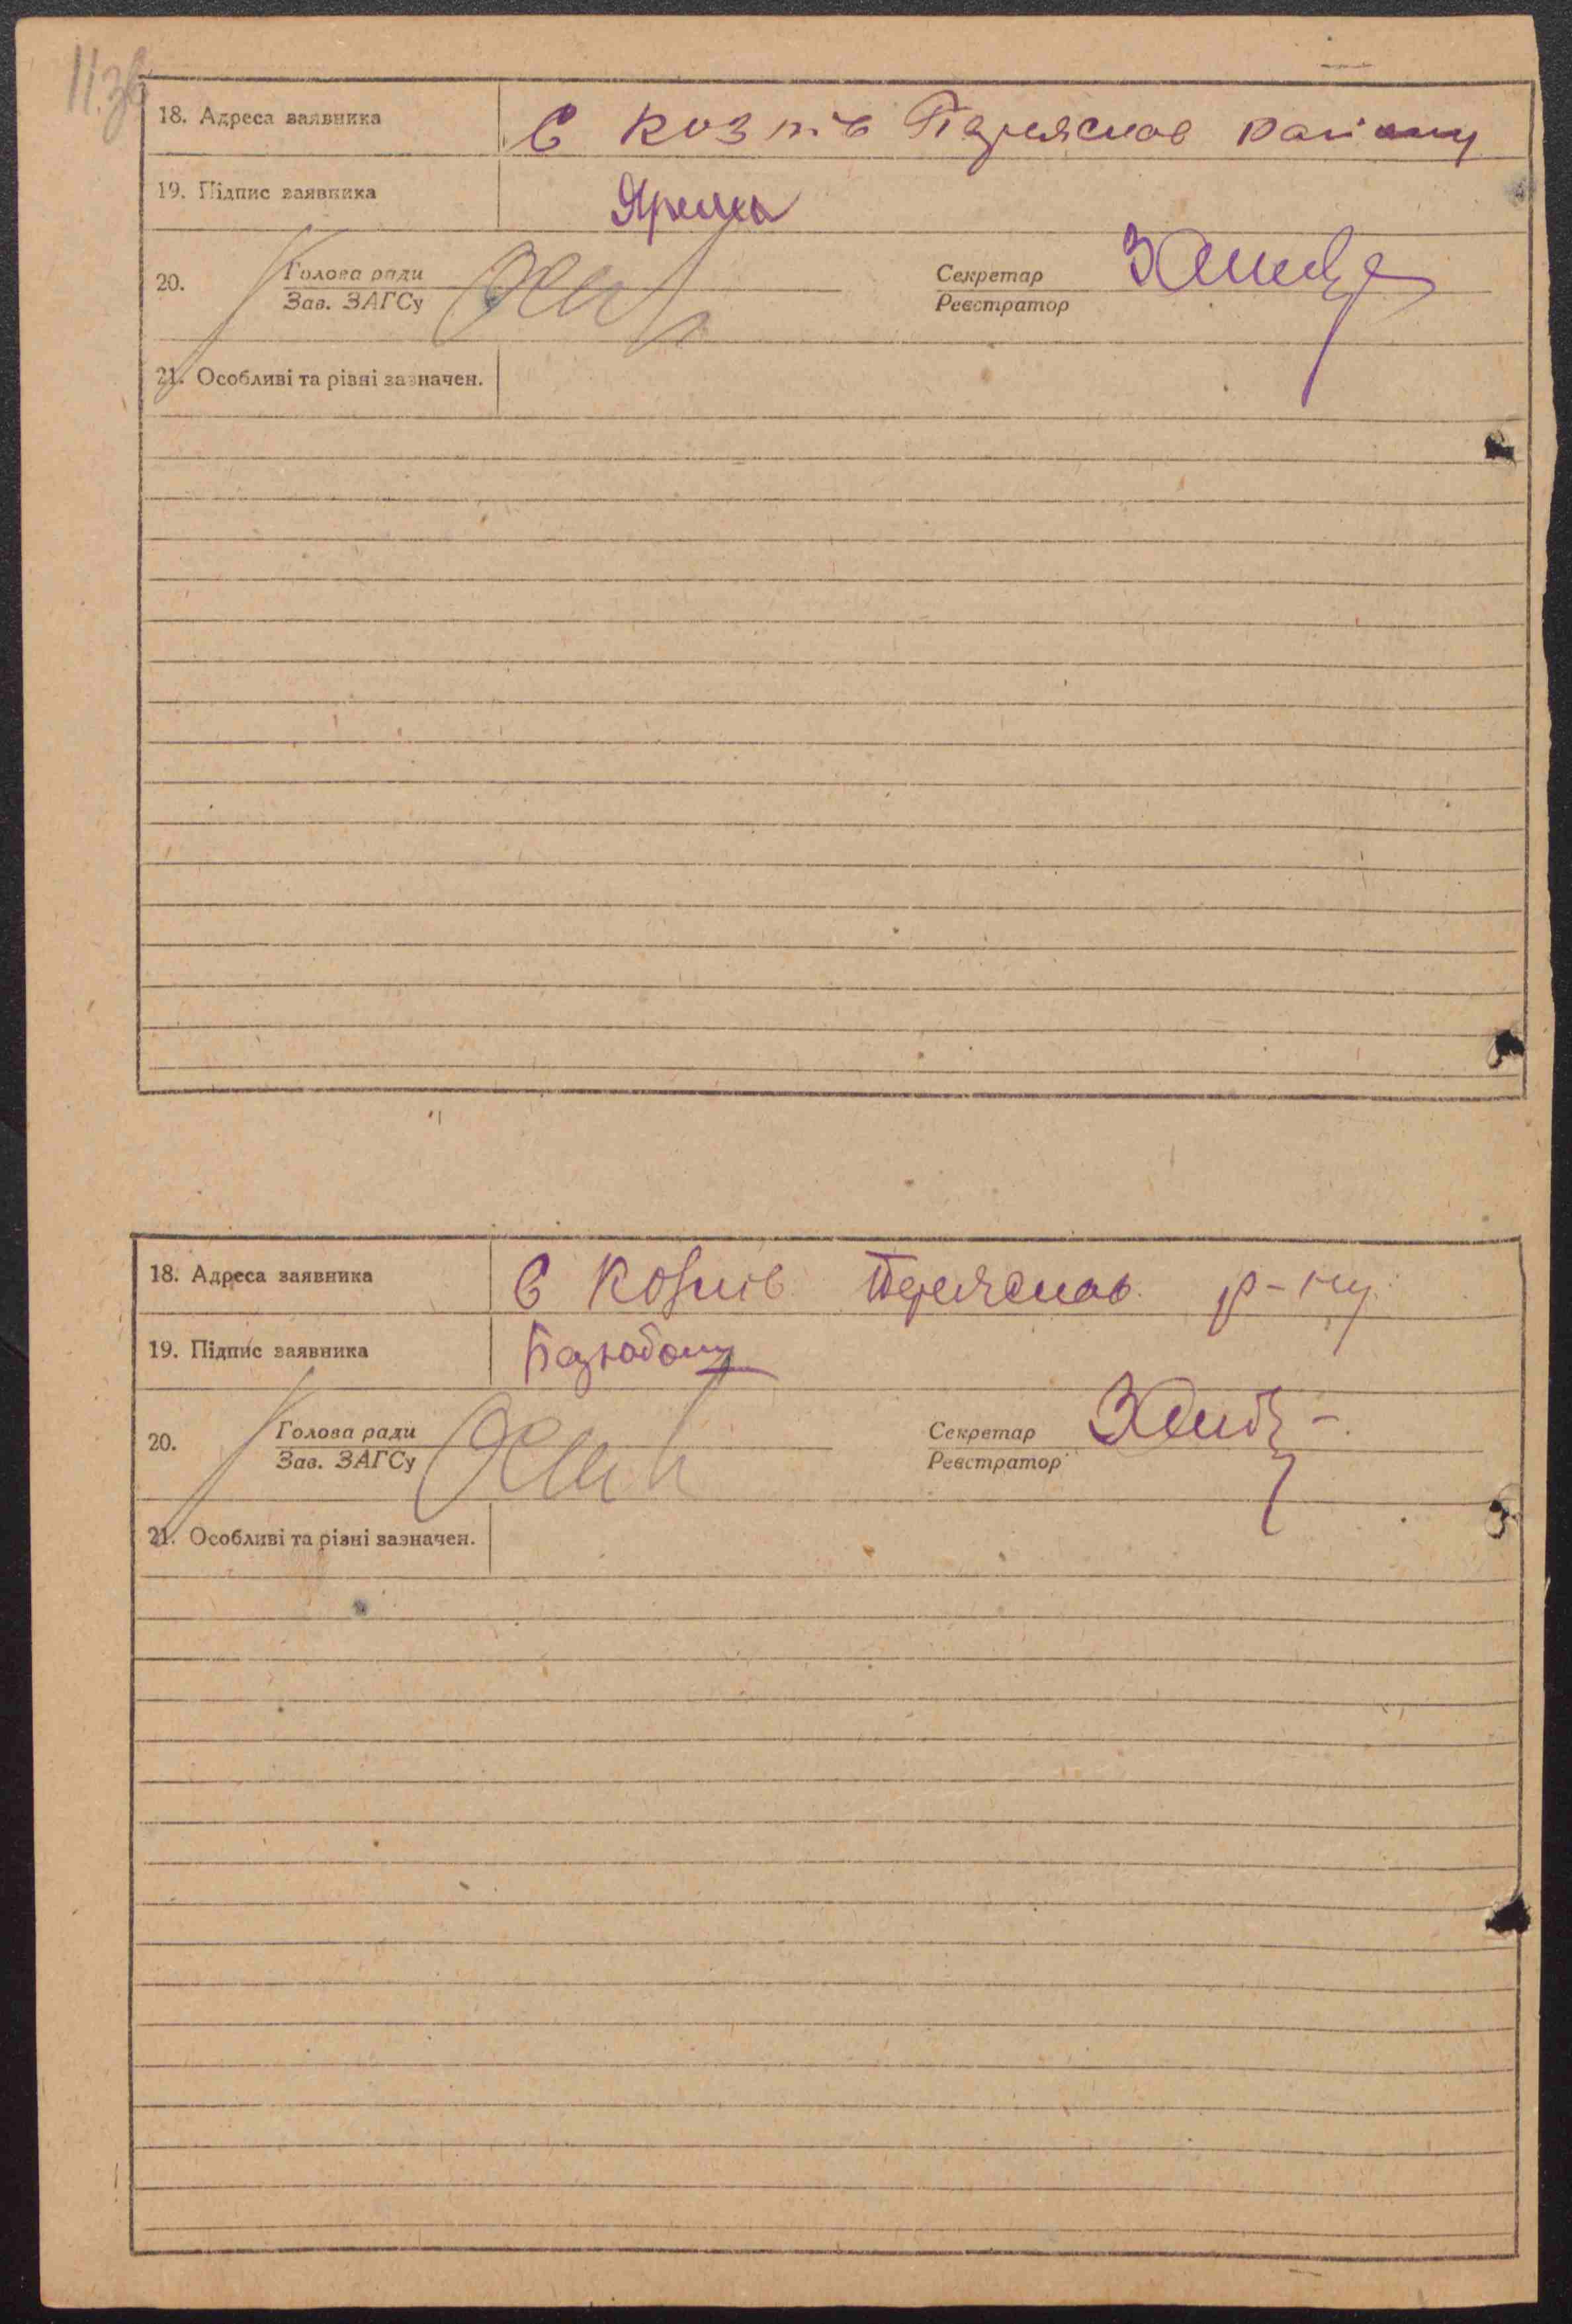 11зв
18. Адреса заявника С Козлів Переяслав району
19. Підпис заявника Ярема
20. Голова ради Секретар
Зав. ЗАГСу Реєстратор
21. Особливі та різні зазначен.
18. Адреса заявника С Козлів Переяслав р-ну
19. Підпис заявника
20. Голова ради Секретар
Зав. ЗАГСу Реєстратор
21. Особливі та різні зазначен.